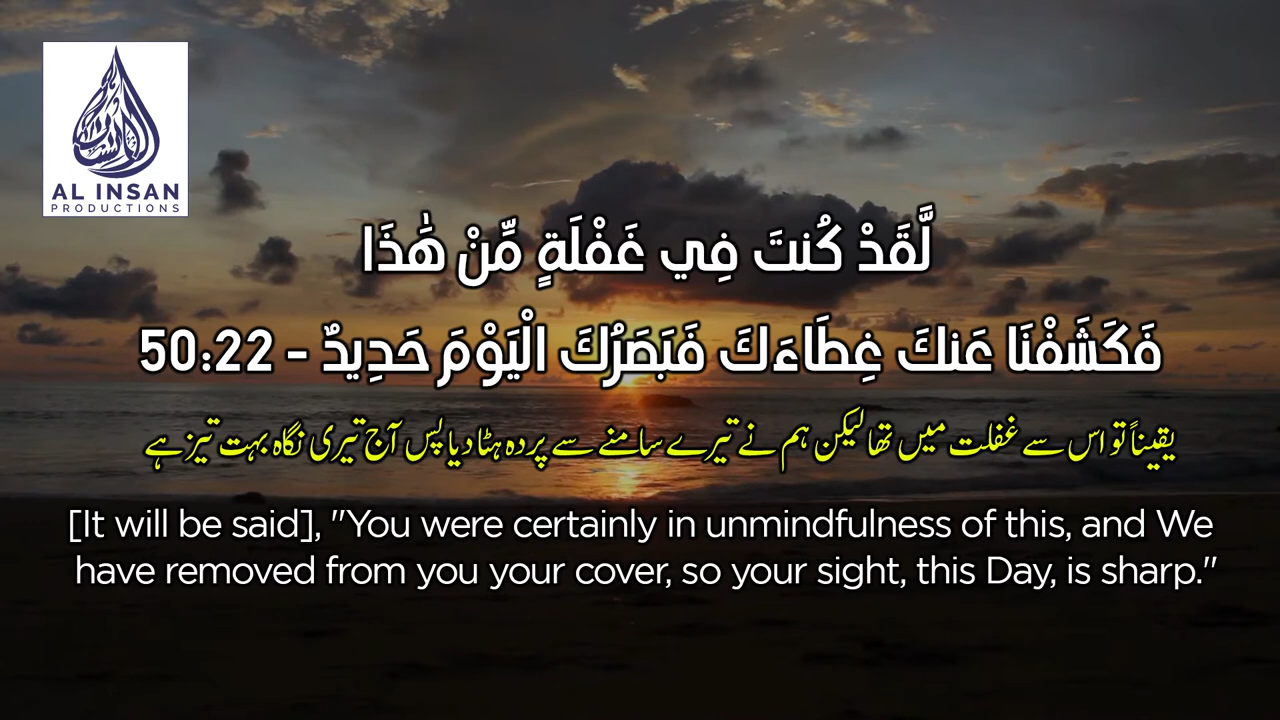 AL INSAN
PRODUCTIONS
لَّقَدْ كُنتَ فِي غَفْلَةٍ مِّنْ هَٰذَا
فَكَشَفْنَا عَنكَ غِطَاءَكَ فَبَصَرُكَ الْيَوْمَ حَدِيدٌ - 50:22
یقیناً تو اس سے غفلت میں تھا لیکن ہم نے تیرے سامنے سے پردہ ہٹا دیا پس آج تیری نگاہ بہت تیز ہے
[It will be said], "You were certainly in unmindfulness of this, and We
have removed from you your cover, so your sight, this Day, is sharp."